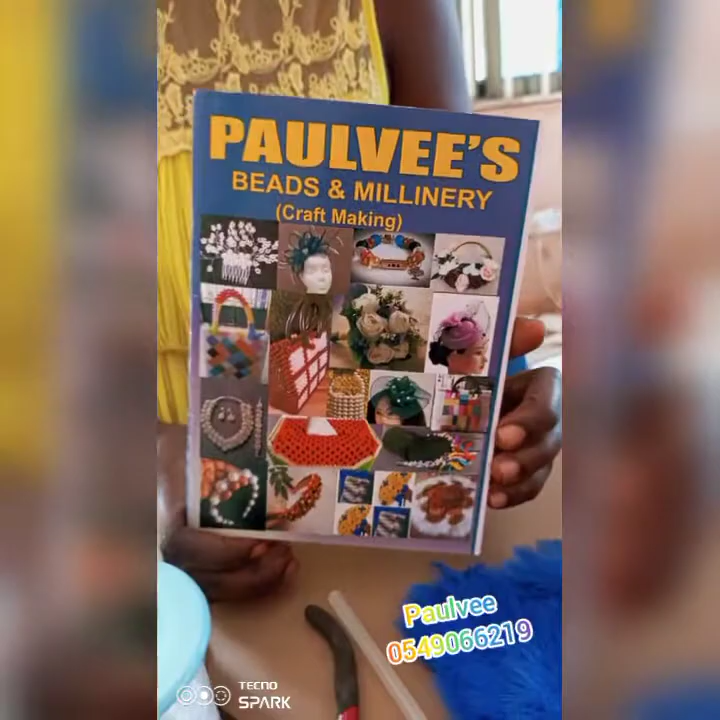 PAULVEE'S
BEADS & MILLINERY
(Craft Making)
Paulvee
0549066219
TECNO
SPARK